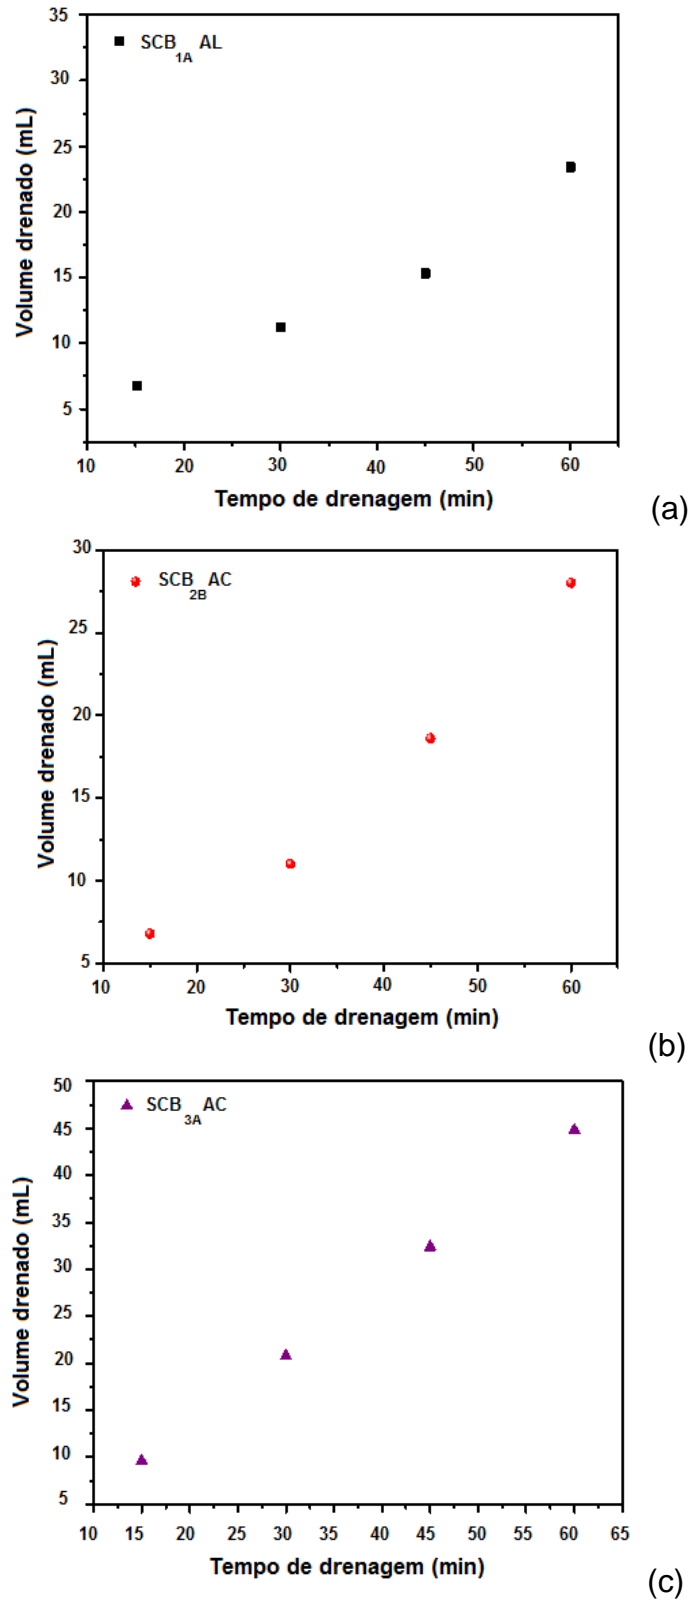 35
SCB1A AL
30
25
20
15
10
5
Volume drenado (mL)
10 20 30 40 50 60
Tempo de drenagem (min)
(a)
30
SCB2B AC
25
20
15
10
5
Volume drenado (mL)
10 20 30 40 50 60
Tempo de drenagem (min)
(b)
50
SCB3A AC
45
40
35
30
25
20
15
10
5
Volume drenado (mL)
10 15 20 25 30 35 40 45 50 55 60 65
Tempo de drenagem (min)
(c)